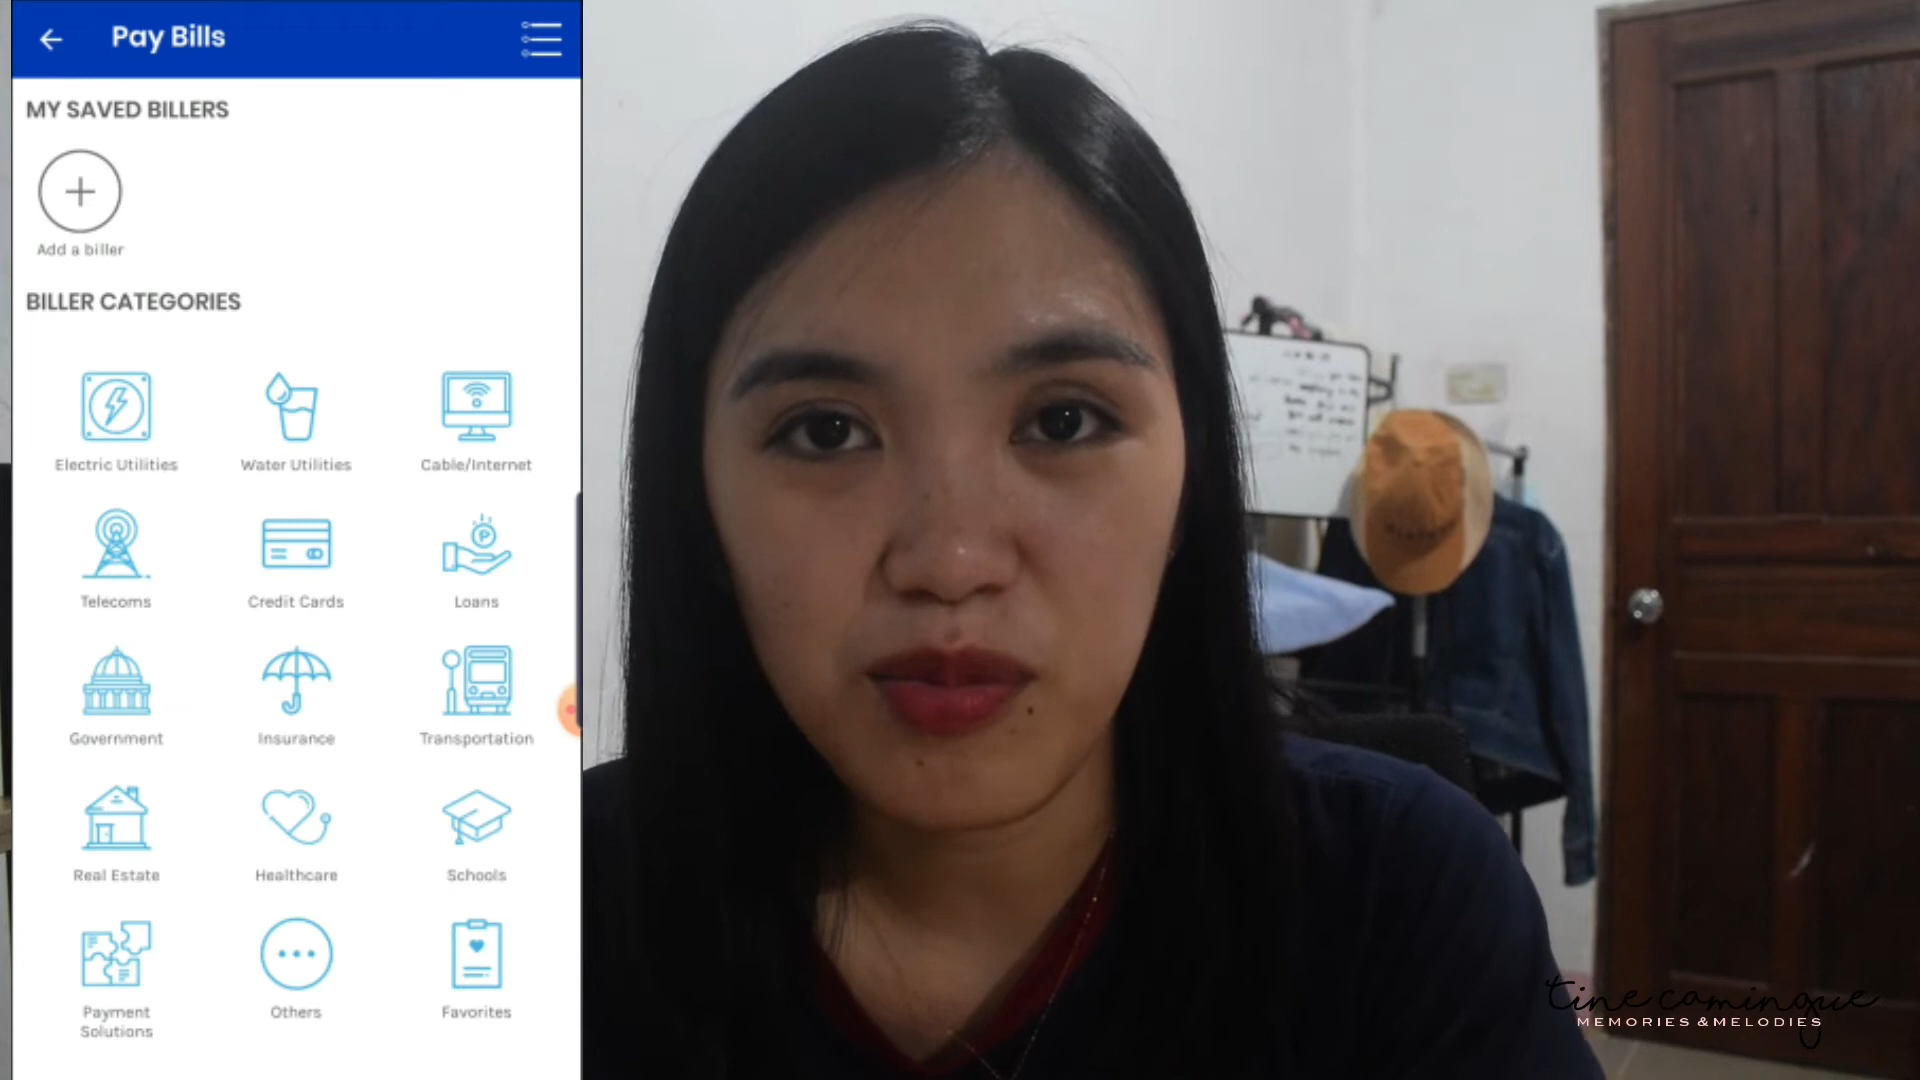 Pay Bills
MY SAVED BILLERS
Add a biller
BILLER CATEGORIES
Electric Utilities
Water Utilities
Cable/Internet
Telecoms
Credit Cards
Loans
Government
Insurance
Transportation
Real Estate
Healthcare
Schools
Payment
Solutions
Others
Favorites
tine caminque
MEMORIES & MELODIES